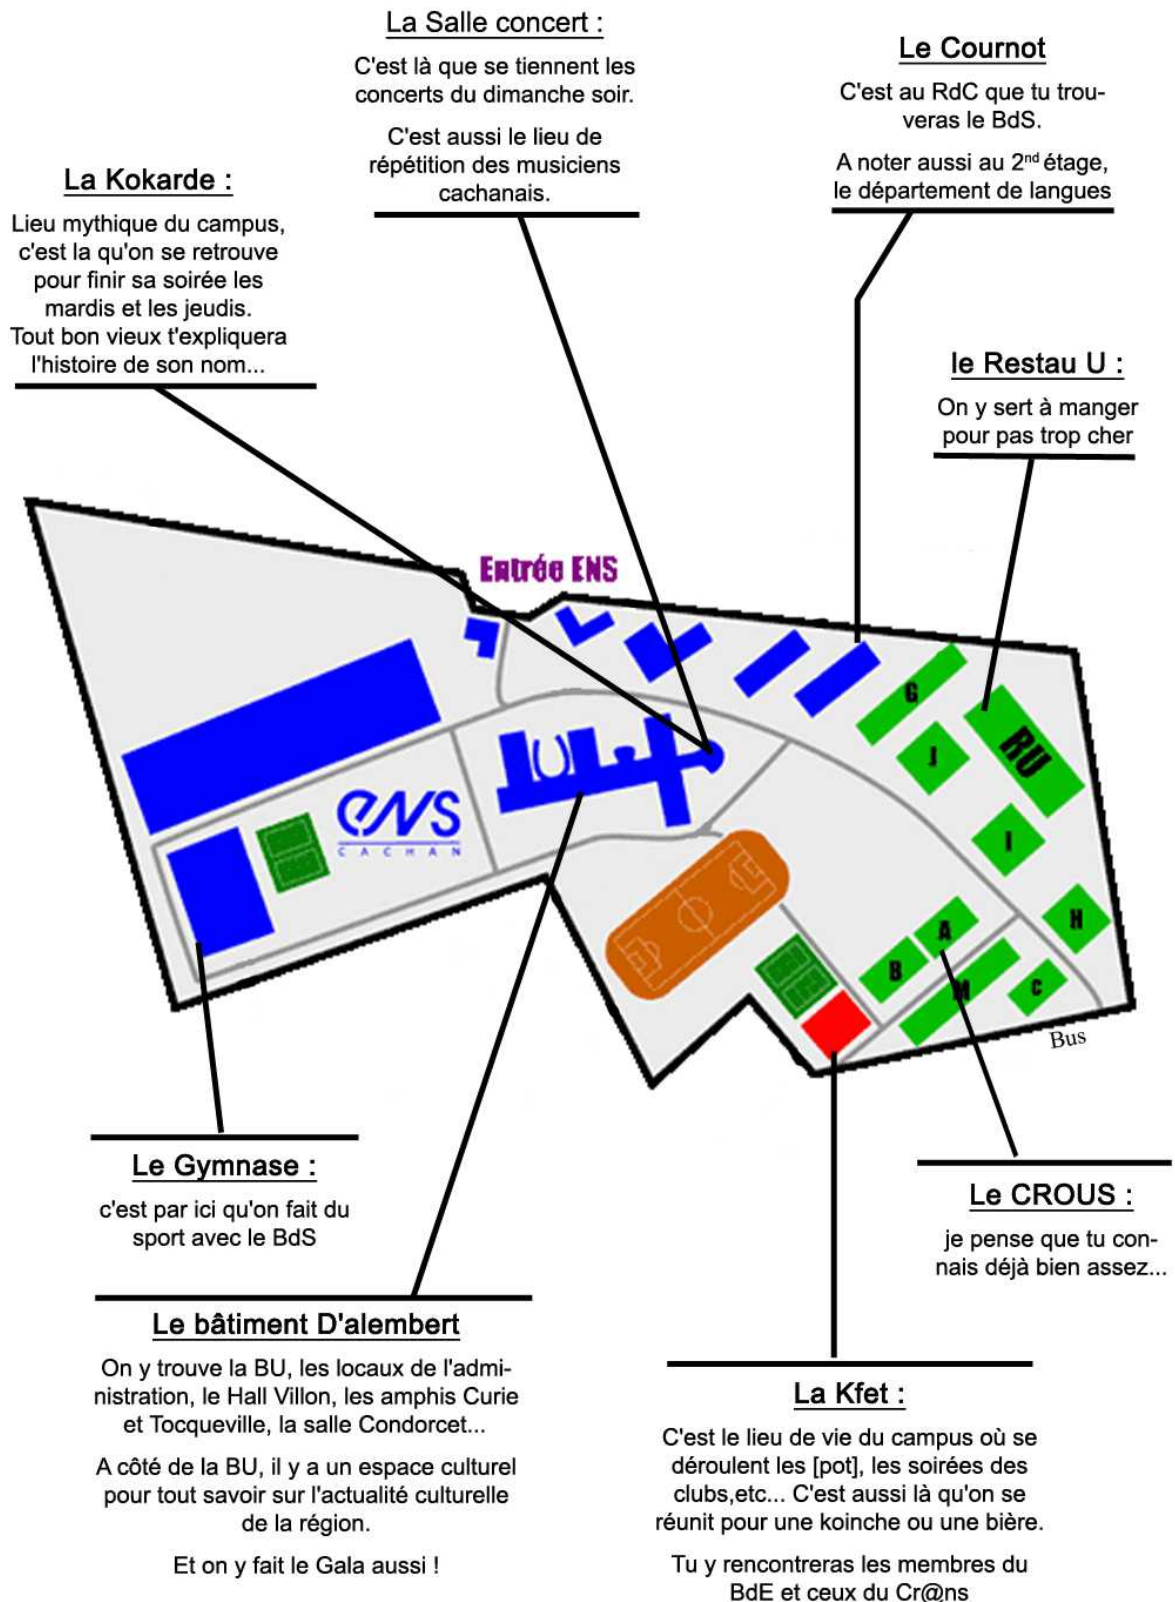 La Salle concert :
C'est là que se tiennent les
concerts du dimanche soir.
C'est aussi le lieu de
répétition des musiciens
cachanais.
Le Cournot
C'est au RdC que tu trou-
veras le BdS.
A noter aussi au 2nd étage,
le département de langues
La Kokarde :
Lieu mythique du campus,
c'est la qu'on se retrouve
pour finir sa soirée les
mardis et les jeudis.
Tout bon vieux t'expliquera
l'histoire de son nom...
le Restau U :
On y sert à manger
pour pas trop cher
Entrée ENS
G
J
RU
I
H
A
B
M
C
ens
CACHAN
Bus
Le Gymnase :
c'est par ici qu'on fait du
sport avec le BdS
Le CROUS :
je pense que tu con-
nais déjà bien assez...
Le bâtiment D'alembert
On y trouve la BU, les locaux de l'admi-
nistration, le Hall Villon, les amphis Curie
et Tocqueville, la salle Condorcet...
A côté de la BU, il y a un espace culturel
pour tout savoir sur l'actualité culturelle
de la région.
Et on y fait le Gala aussi !
La Kfet :
C'est le lieu de vie du campus où se
déroulent les [pot], les soirées des
clubs,etc... C'est aussi là qu'on se
réunit pour une koinche ou une bière.
Tu y rencontreras les membres du
BdE et ceux du Cr@ns